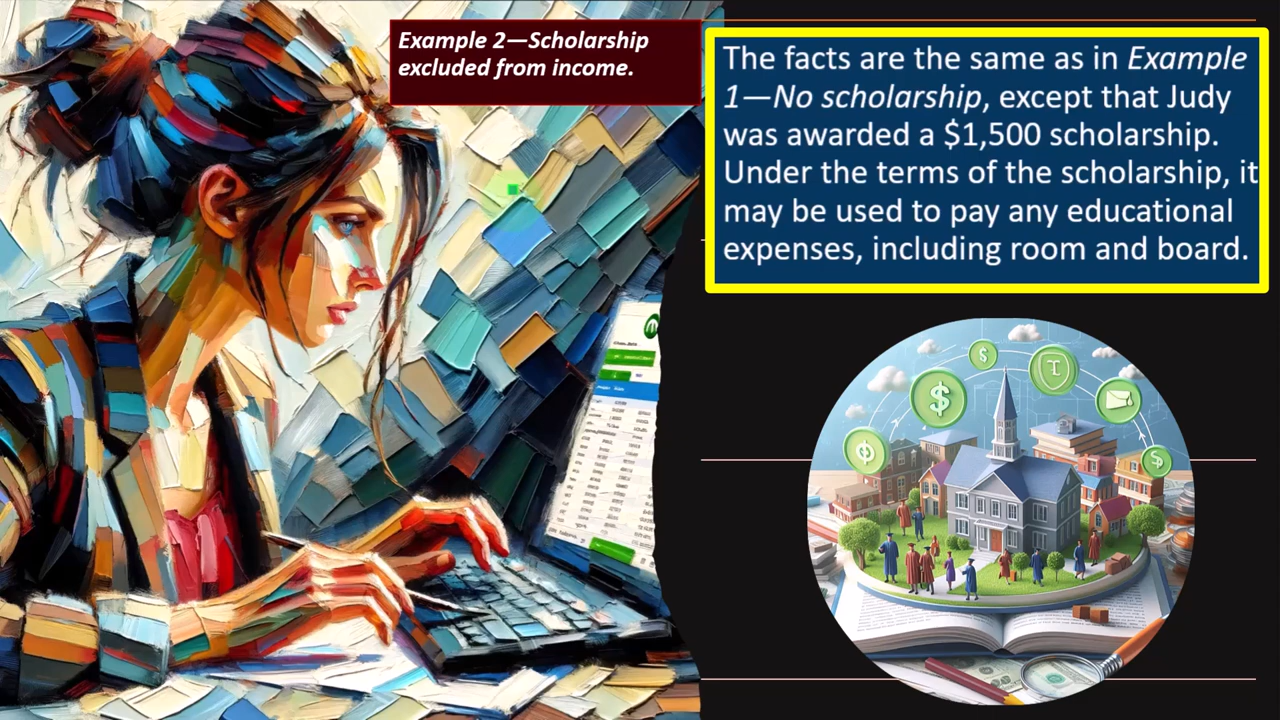 Example 2—Scholarship
excluded from income.
The facts are the same as in Example
1—No scholarship, except that Judy
was awarded a $1,500 scholarship.
Under the terms of the scholarship, it
may be used to pay any educational
expenses, including room and board.